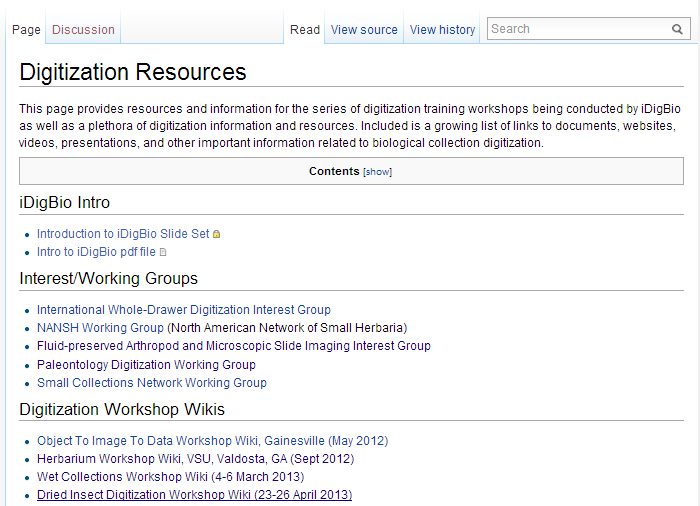 Page Discussion Read View source View history Search
Digitization Resources
This page provides resources and information for the series of digitization training workshops being conducted by iDigBio
as well as a plethora of digitization information and resources. Included is a growing list of links to documents, websites,
videos, presentations, and other important information related to biological collection digitization.
Contents [show]
iDigBio Intro
Introduction to iDigBio Slide Set
Intro to iDigBio pdf file
Interest/Working Groups
International Whole-Drawer Digitization Interest Group
NANSH Working Group (North American Network of Small Herbaria)
Fluid-preserved Arthropod and Microscopic Slide Imaging Interest Group
Paleontology Digitization Working Group
Small Collections Network Working Group
Digitization Workshop Wikis
Object To Image To Data Workshop Wiki, Gainesville (May 2012)
Herbarium Workshop Wiki, VSU, Valdosta, GA (Sept 2012)
Wet Collections Workshop Wiki (4-6 March 2013)
Dried Insect Digitization Workshop Wiki (23-26 April 2013)